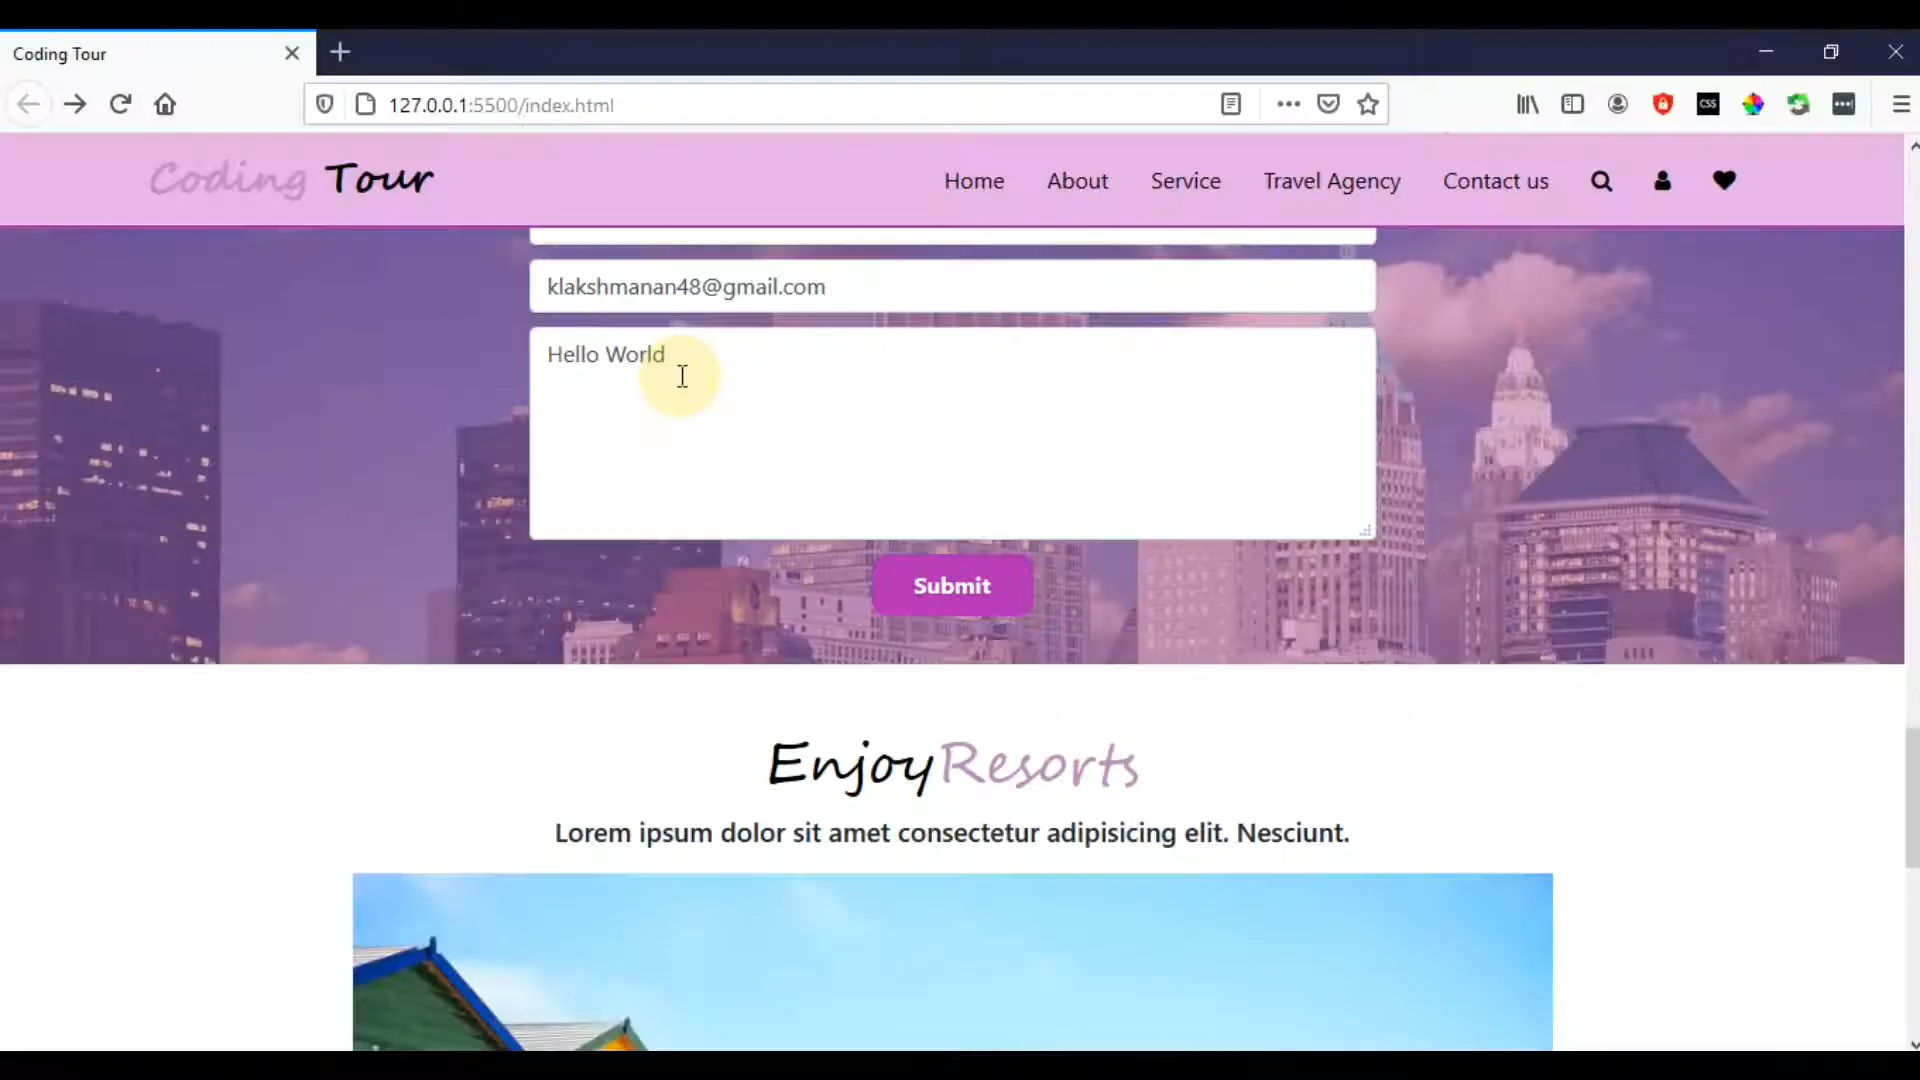 Coding Tour
127.0.0.1:5500/index.html
CSS
Coding Tour
Home About Service Travel Agency Contact us
klakshmanan48@gmail.com
Hello World
Submit
Enjoy Resorts
Lorem ipsum dolor sit amet consectetur adipisicing elit. Nesciunt.